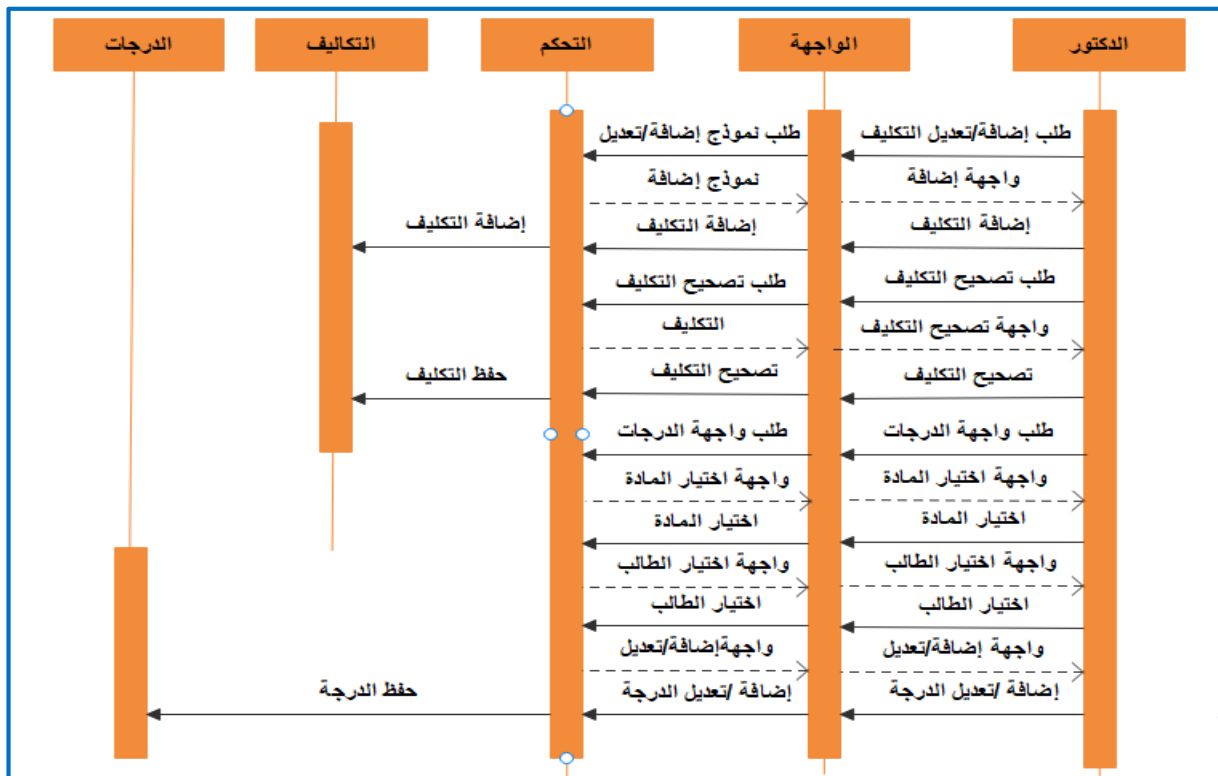 الدكتور
الواجهة
التحكم
التكاليف
الدرجات
طلب إضافة/تعديل التكليف
طلب نموذج إضافة/تعديل
واجهة إضافة
نموذج إضافة
إضافة التكليف
إضافة التكليف
إضافة التكليف
طلب تصحيح التكليف
طلب تصحيح التكليف
واجهة تصحيح التكليف
التكليف
تصحيح التكليف
تصحيح التكليف
حفظ التكليف
طلب واجهة الدرجات
طلب واجهة الدرجات
واجهة اختيار المادة
واجهة اختيار المادة
اختيار المادة
اختيار المادة
واجهة اختيار الطالب
واجهة اختيار الطالب
اختيار الطالب
اختيار الطالب
واجهة إضافة/تعديل
واجهةإضافة/تعديل
إضافة /تعديل الدرجة
إضافة /تعديل الدرجة
حفظ الدرجة